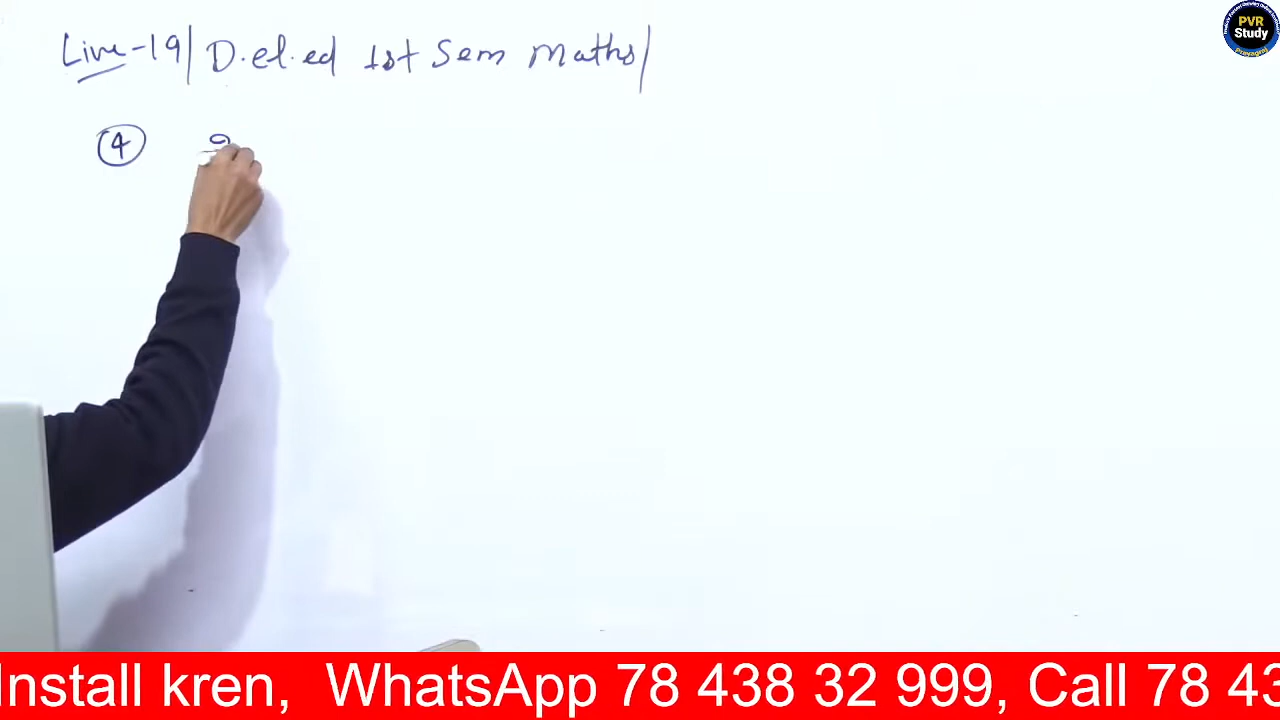 Live-19/ D.el.ed 1st Sem Maths/
4
PVR
Study
Prayagraj
Install kren, WhatsApp 78 438 32 999, Call 78 43